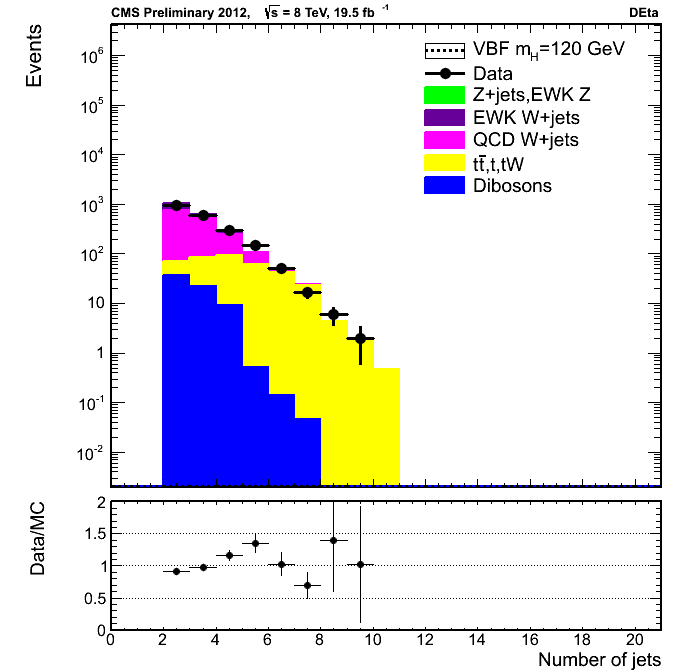 CMS Preliminary 2012, √s = 8 TeV, 19.5 fb⁻¹ DEta
Events
VBF m_H=120 GeV
Data
Z+jets,EWK Z
EWK W+jets
QCD W+jets
tt̄,t,tW
Dibosons
10⁶
10⁵
10⁴
10³
10²
10
1
10⁻¹
10⁻²
Data/MC
2
1.5
1
0.5
0
0 2 4 6 8 10 12 14 16 18 20
Number of jets